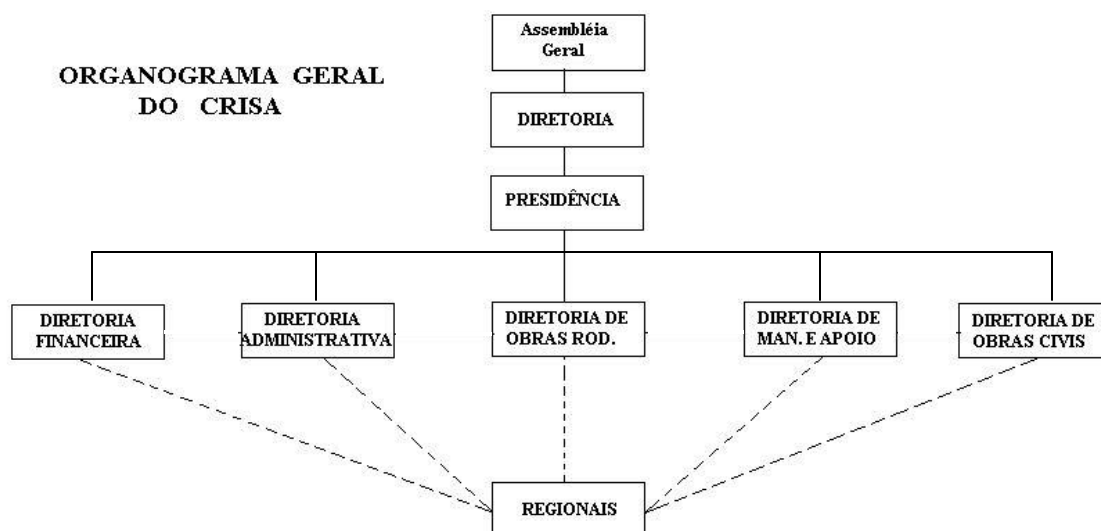 Assembléia
Geral
ORGANOGRAMA GERAL
DO CRISA
DIRETORIA
PRESIDÊNCIA
DIRETORIA
FINANCEIRA
DIRETORIA
ADMINISTRATIVA
DIRETORIA DE
OBRAS ROD.
DIRETORIA DE
MAN. E APOIO
DIRETORIA DE
OBRAS CIVIS
REGIONAIS